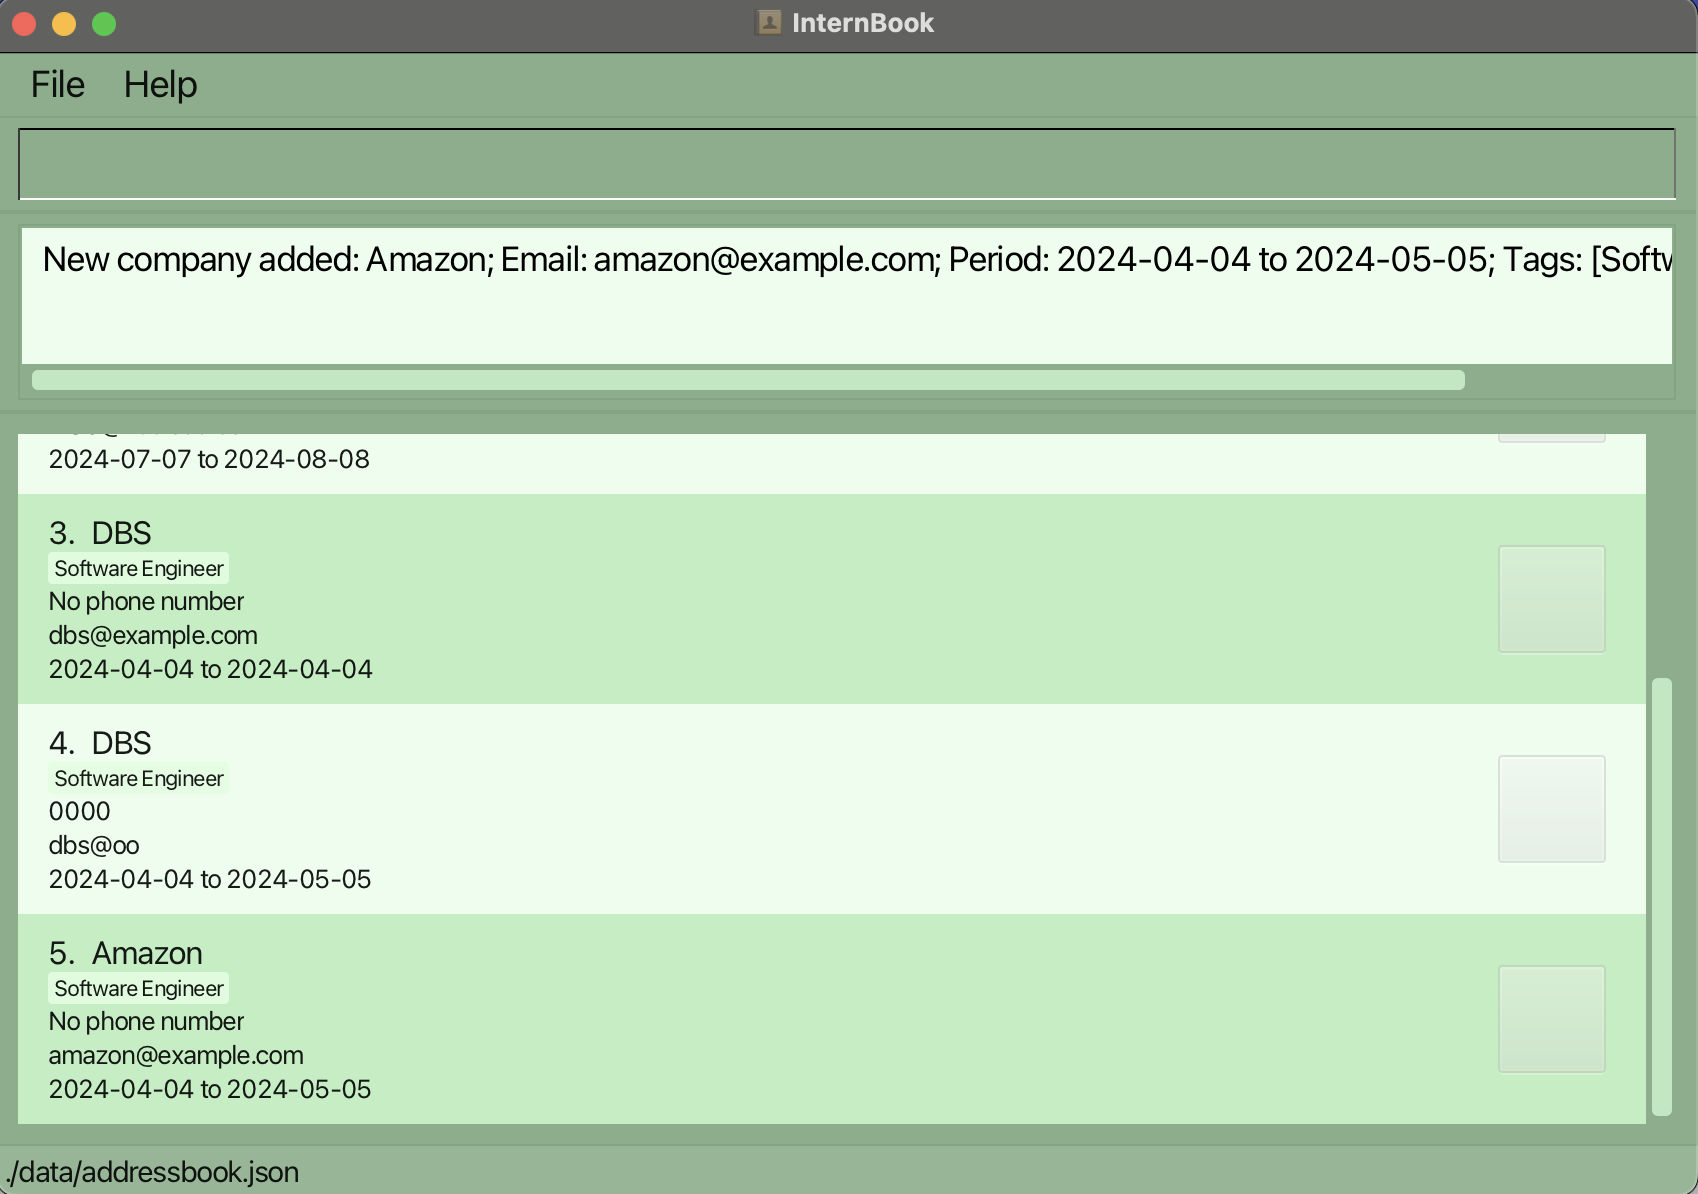 InternBook
File Help
New company added: Amazon; Email: amazon@example.com; Period: 2024-04-04 to 2024-05-05; Tags: [Softw
2024-07-07 to 2024-08-08
3. DBS
Software Engineer
No phone number
dbs@example.com
2024-04-04 to 2024-04-04
4. DBS
Software Engineer
0000
dbs@oo
2024-04-04 to 2024-05-05
5. Amazon
Software Engineer
No phone number
amazon@example.com
2024-04-04 to 2024-05-05
./data/addressbook.json